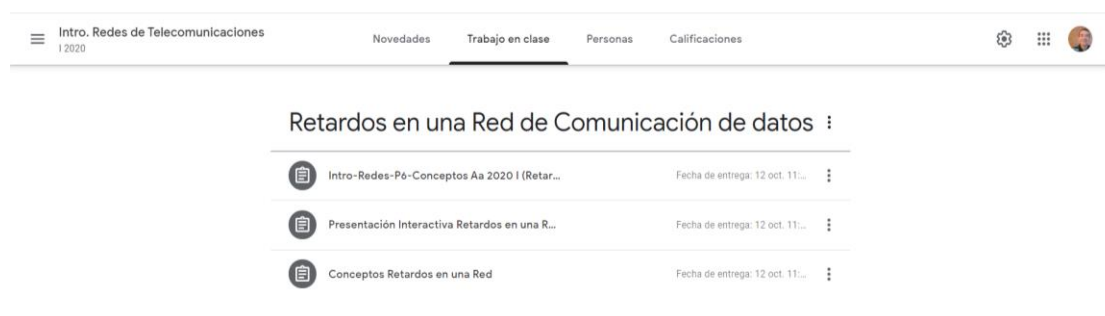 Intro. Redes de Telecomunicaciones
I 2020
Novedades
Trabajo en clase
Personas
Calificaciones
Retardos en una Red de Comunicación de datos
Intro-Redes-P6-Conceptos Aa 2020 I (Retar...
Fecha de entrega: 12 oct. 11:...
Presentación Interactiva Retardos en una R...
Fecha de entrega: 12 oct. 11:...
Conceptos Retardos en una Red
Fecha de entrega: 12 oct. 11:...